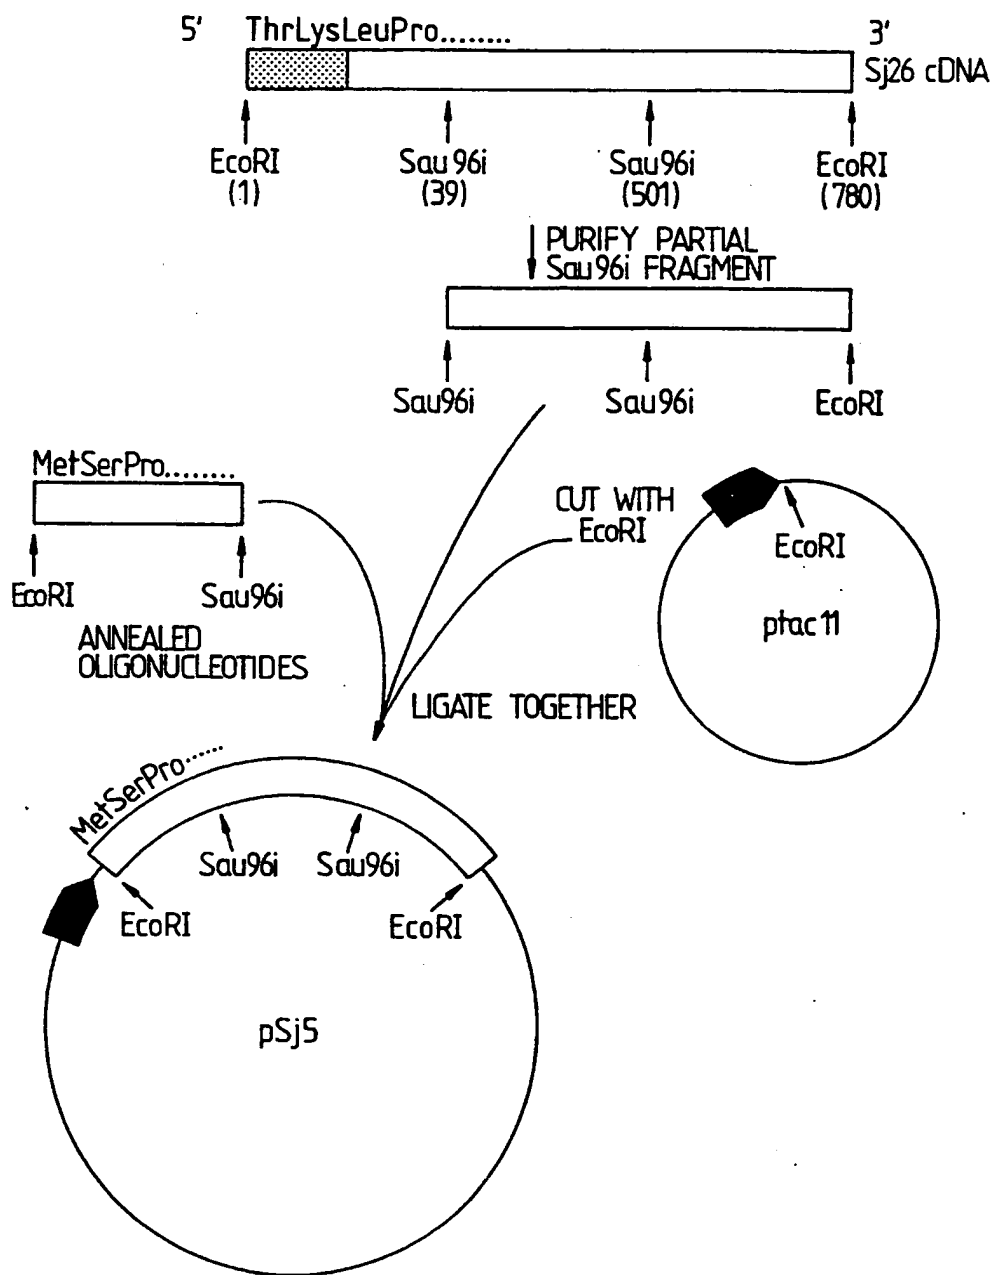 5' ThrLysLeuPro........ 3'
Sj26 cDNA
EcoRI Sau96i Sau96i EcoRI
(1) (39) (501) (780)
PURIFY PARTIAL
Sau96i FRAGMENT
Sau96i Sau96i EcoRI
MetSerPro........
EcoRI Sau96i
ANNEALED
OLIGONUCLEOTIDES
CUT WITH
EcoRI
EcoRI
ptac11
LIGATE TOGETHER
MetSerPro......
Sau96i Sau96i
EcoRI EcoRI
pSj5